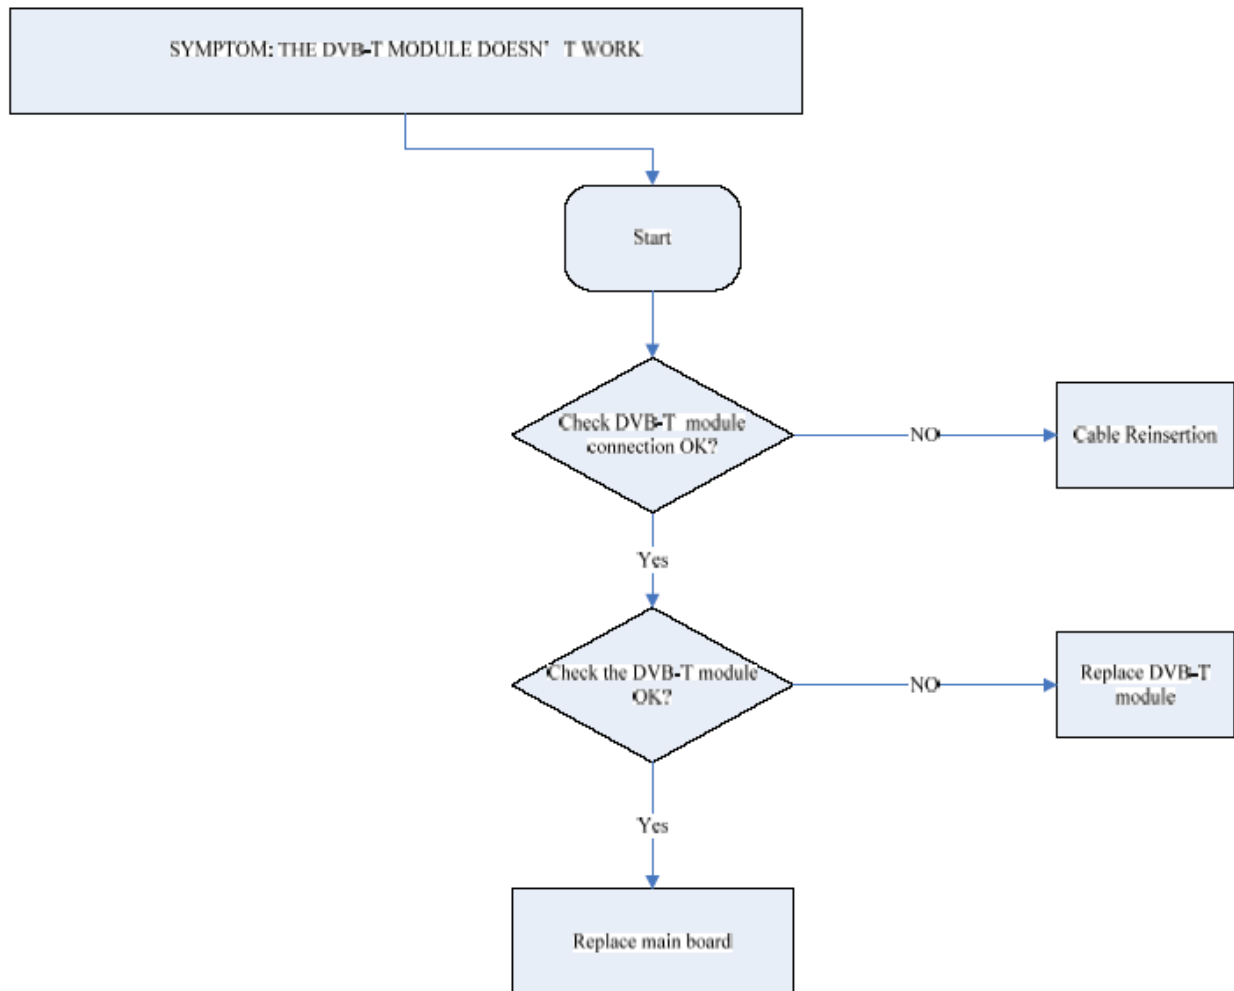 SYMPTOM: THE DVB-T MODULE DOESN’ T WORK
Start
Check DVB-T module
connection OK?
NO
Cable Reinsertion
Yes
Check the DVB-T module
OK?
NO
Replace DVB-T
module
Yes
Replace main board